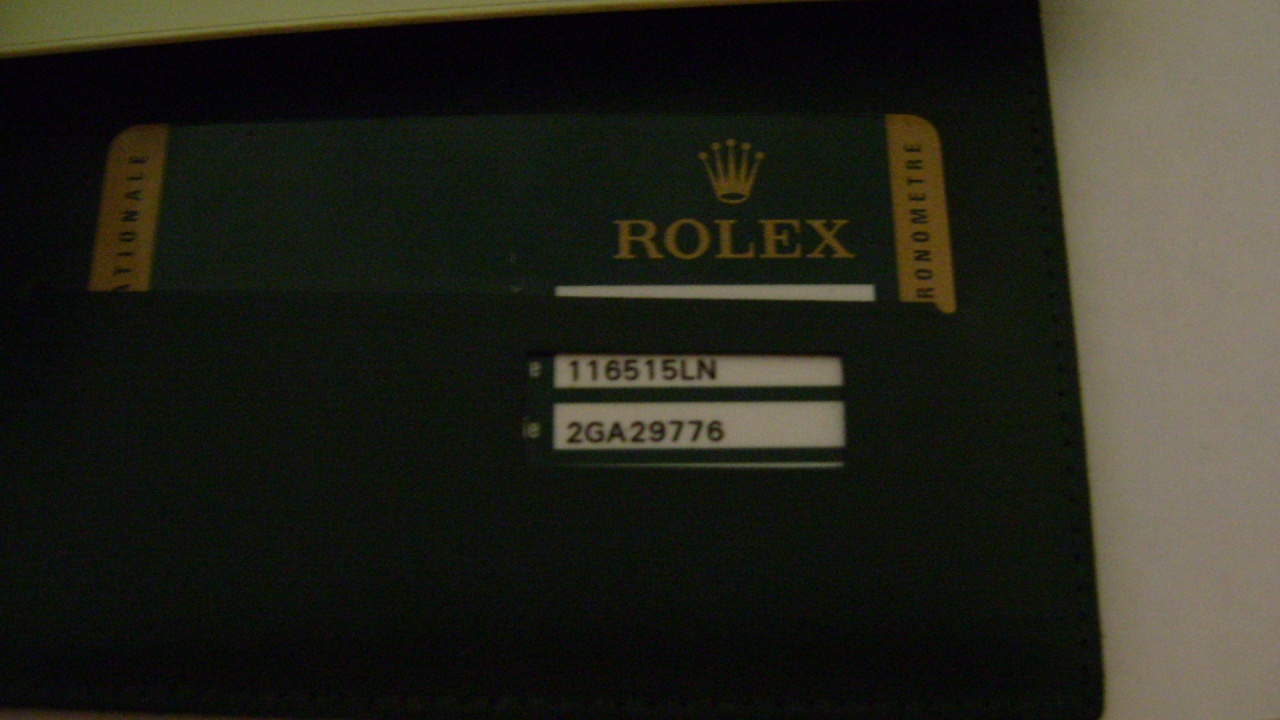 ATIONALE
ROLEX
RONOMETRE
116515LN
2GA29776